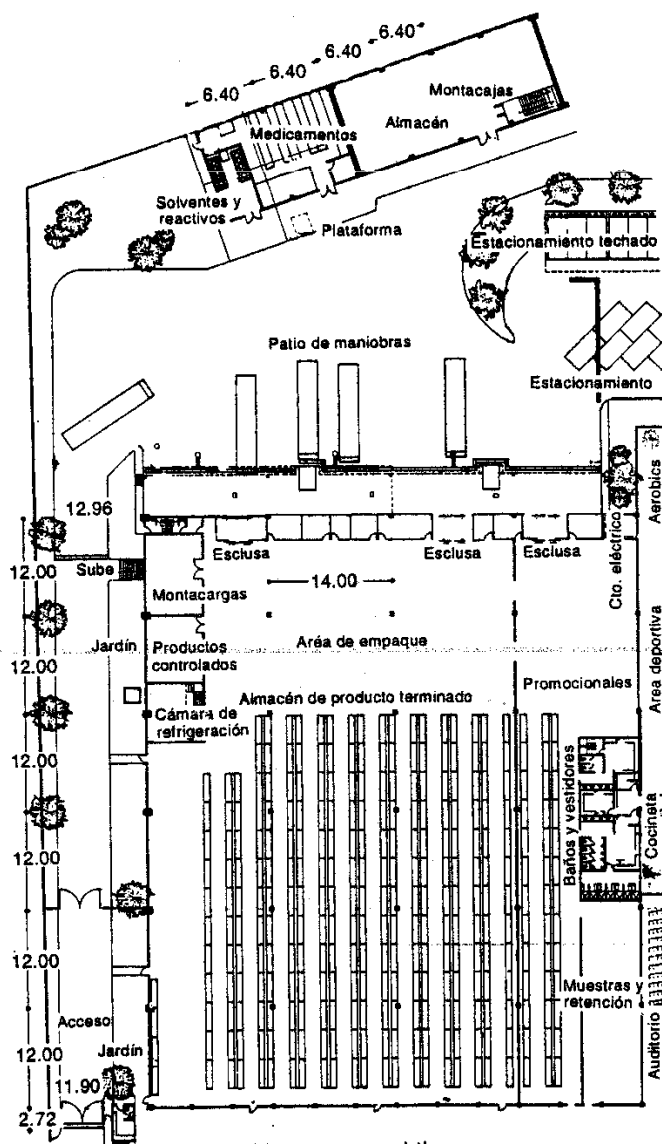 6.40
6.40
6.40
6.40
Montacajas
Almacén
Medicamentos
Solventes y
reactivos
Plataforma
Estacionamiento techado
Patio de maniobras
Estacionamiento
Aerobics
Cto. eléctrico
12.96
Esclusa
Esclusa
Esclusa
12.00
Sube
14.00
Montacargas
Jardín
Productos
controlados
Aréa de empaque
Area deportiva
12.00
Promocionales
Almacén de producto terminado
Cámara de
refrigeración
12.00
Baños y vestidores
Cocineta
12.00
12.00
Muestras y
retención
Auditorio
Acceso
12.00
Jardín
11.90
2.72